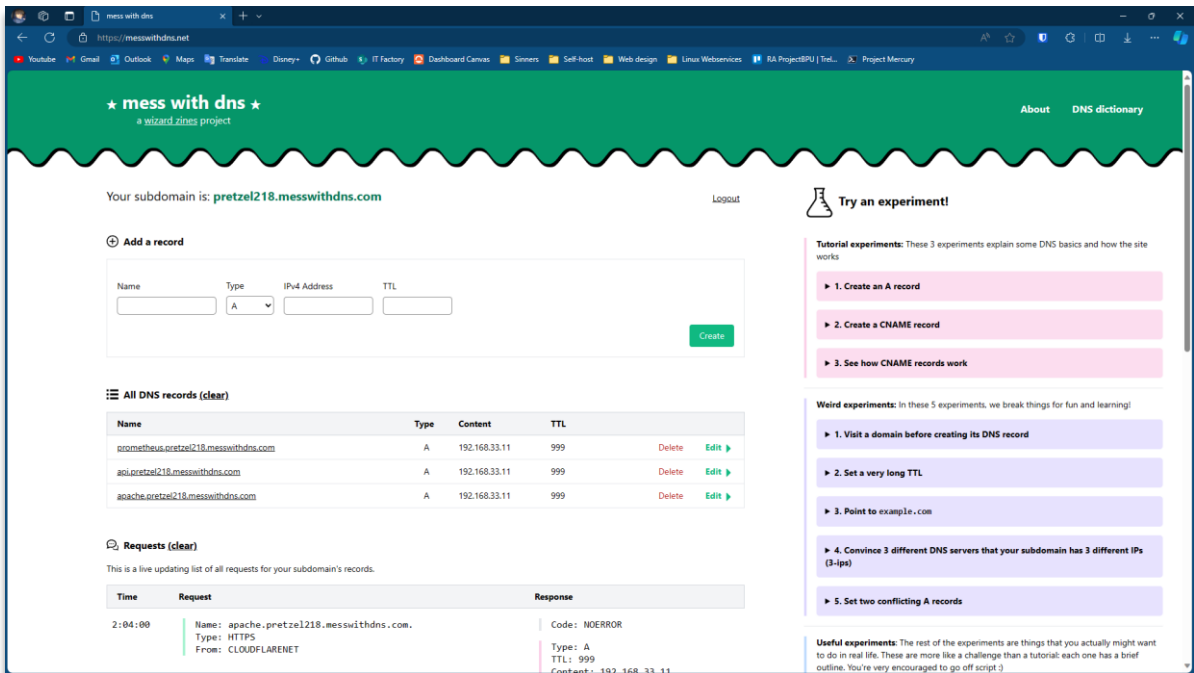 mess with dns
https://messwithdns.net
Youtube Gmail Outlook Maps Translate Disney+ Github IT Factory Dashboard Canvas Sinners Self-host Web design Linux Webservices RA ProjectBPU | Trel... Project Mercury
★ mess with dns ★
a wizard zines project
About DNS dictionary
Your subdomain is: pretzel218.messwithdns.com
Logout
Add a record
Name Type IPv4 Address TTL
A
Create
All DNS records (clear)
Name Type Content TTL
prometheus.pretzel218.messwithdns.com A 192.168.33.11 999 Delete Edit
api.pretzel218.messwithdns.com A 192.168.33.11 999 Delete Edit
apache.pretzel218.messwithdns.com A 192.168.33.11 999 Delete Edit
Requests (clear)
This is a live updating list of all requests for your subdomain's records.
Time Request Response
2:04:00 Name: apache.pretzel218.messwithdns.com. Code: NOERROR
Type: HTTPS
From: CLOUDFLARENET
Type: A
TTL: 999
Content: 192.168.33.11
Try an experiment!
Tutorial experiments: These 3 experiments explain some DNS basics and how the site
works
1. Create an A record
2. Create a CNAME record
3. See how CNAME records work
Weird experiments: In these 5 experiments, we break things for fun and learning!
1. Visit a domain before creating its DNS record
2. Set a very long TTL
3. Point to example.com
4. Convince 3 different DNS servers that your subdomain has 3 different IPs
(3-ips)
5. Set two conflicting A records
Useful experiments: The rest of the experiments are things that you actually might want
to do in real life. These are more like a challenge than a tutorial: each one has a brief
outline. You're very encouraged to go off script :)